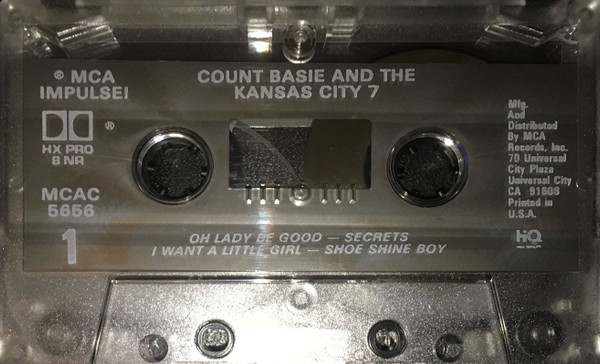 ® MCA
IMPULSE!
COUNT BASIE AND THE
KANSAS CITY 7
®
HX PRO
B NR
MCAC
5656
1
Mfg.
And
Distributed
By MCA
Records, Inc.
70 Universal
City Plaza
Universal City
CA 91608
Printed in
U.S.A.
HiQ
OH LADY BE GOOD — SECRETS
I WANT A LITTLE GIRL — SHOE SHINE BOY